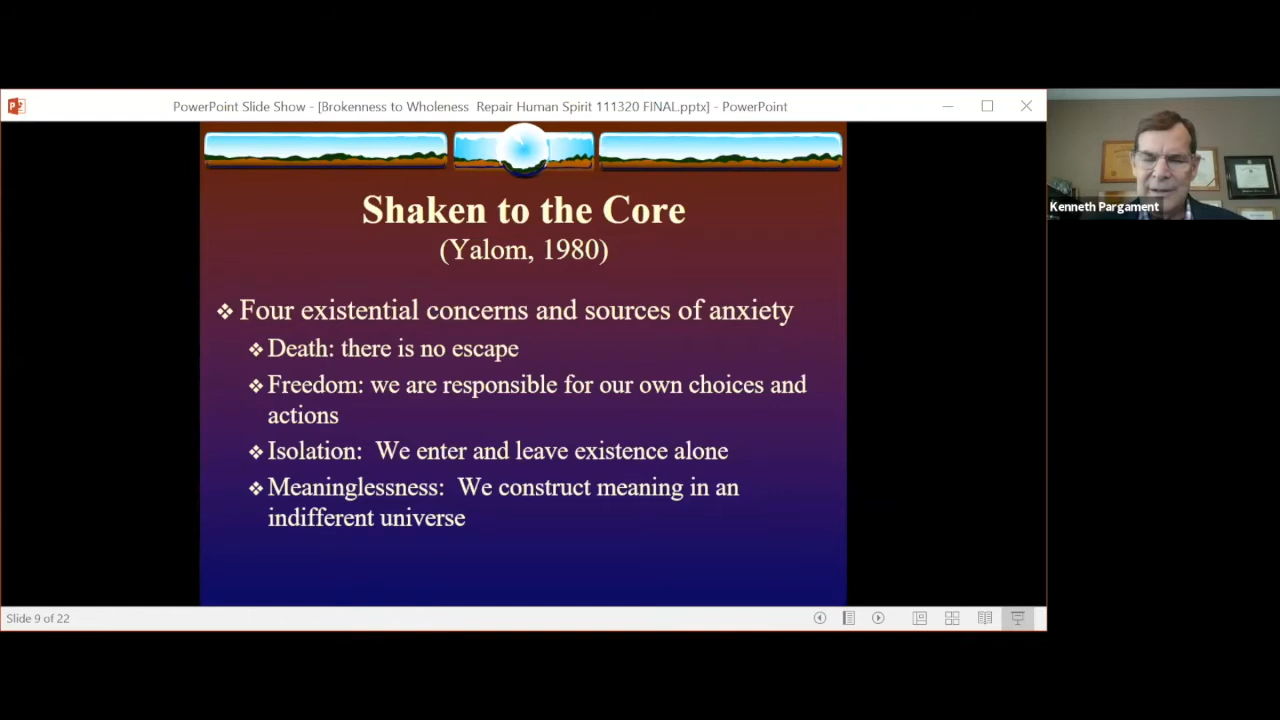 PowerPoint Slide Show - [Brokenness to Wholeness  Repair Human Spirit 111320 FINAL.pptx] - PowerPoint
Shaken to the Core
(Yalom, 1980)
Four existential concerns and sources of anxiety
Death: there is no escape
Freedom: we are responsible for our own choices and
actions
Isolation:  We enter and leave existence alone
Meaninglessness:  We construct meaning in an
indifferent universe
Slide 9 of 22
Kenneth Pargament